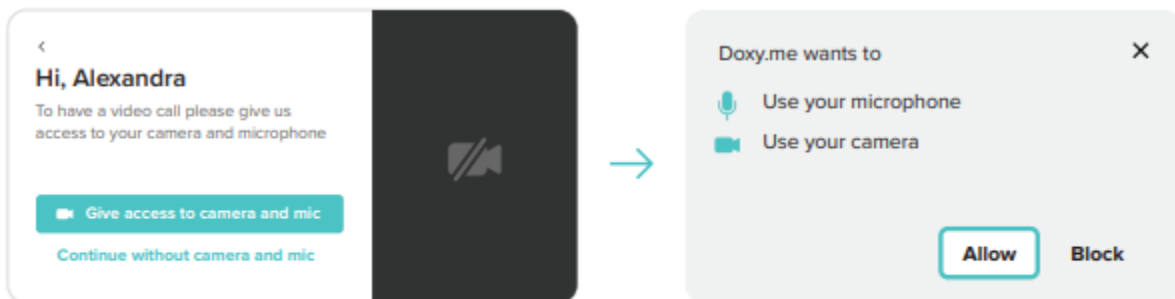 Hi, Alexandra
To have a video call please give us
access to your camera and microphone
Give access to camera and mic
Continue without camera and mic
Doxy.me wants to
Use your microphone
Use your camera
Allow
Block